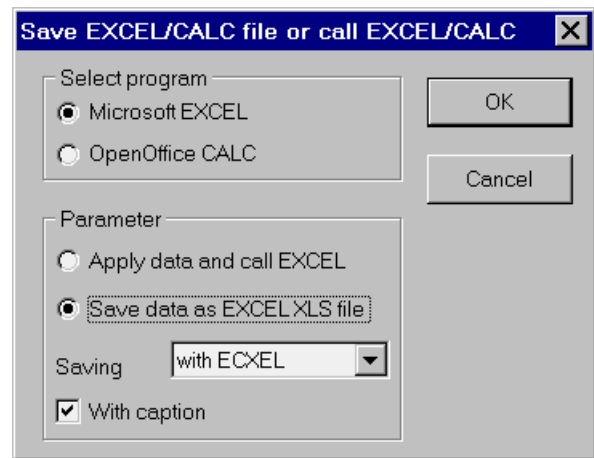 Save EXCEL/CALC file or call EXCEL/CALC
Select program
Microsoft EXCEL
OpenOffice CALC
OK
Cancel
Parameter
Apply data and call EXCEL
Save data as EXCEL XLS file
Saving with ECXEL
With caption